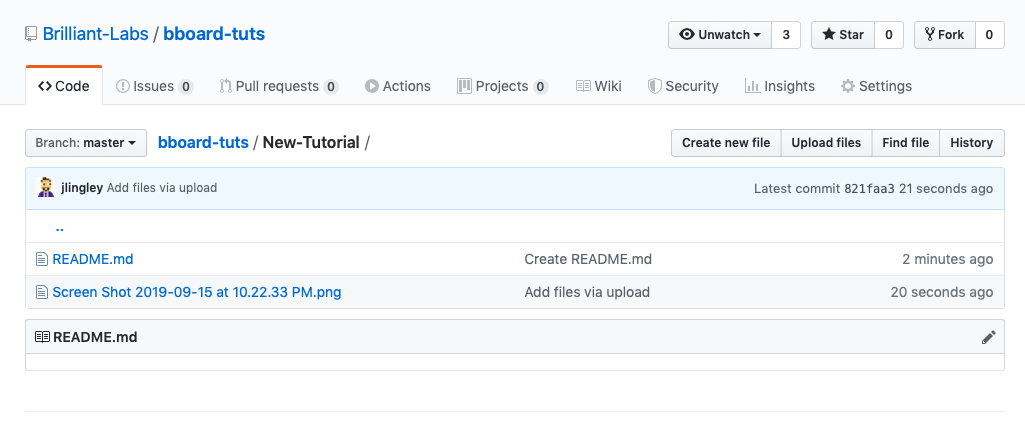 Brilliant-Labs / bboard-tuts Unwatch 3 Star 0 Fork 0
Code Issues 0 Pull requests 0 Actions Projects 0 Wiki Security Insights Settings
Branch: master bboard-tuts / New-Tutorial / Create new file Upload files Find file History
jlingley Add files via upload Latest commit 821faa3 21 seconds ago
..
README.md Create README.md 2 minutes ago
Screen Shot 2019-09-15 at 10.22.33 PM.png Add files via upload 20 seconds ago
README.md